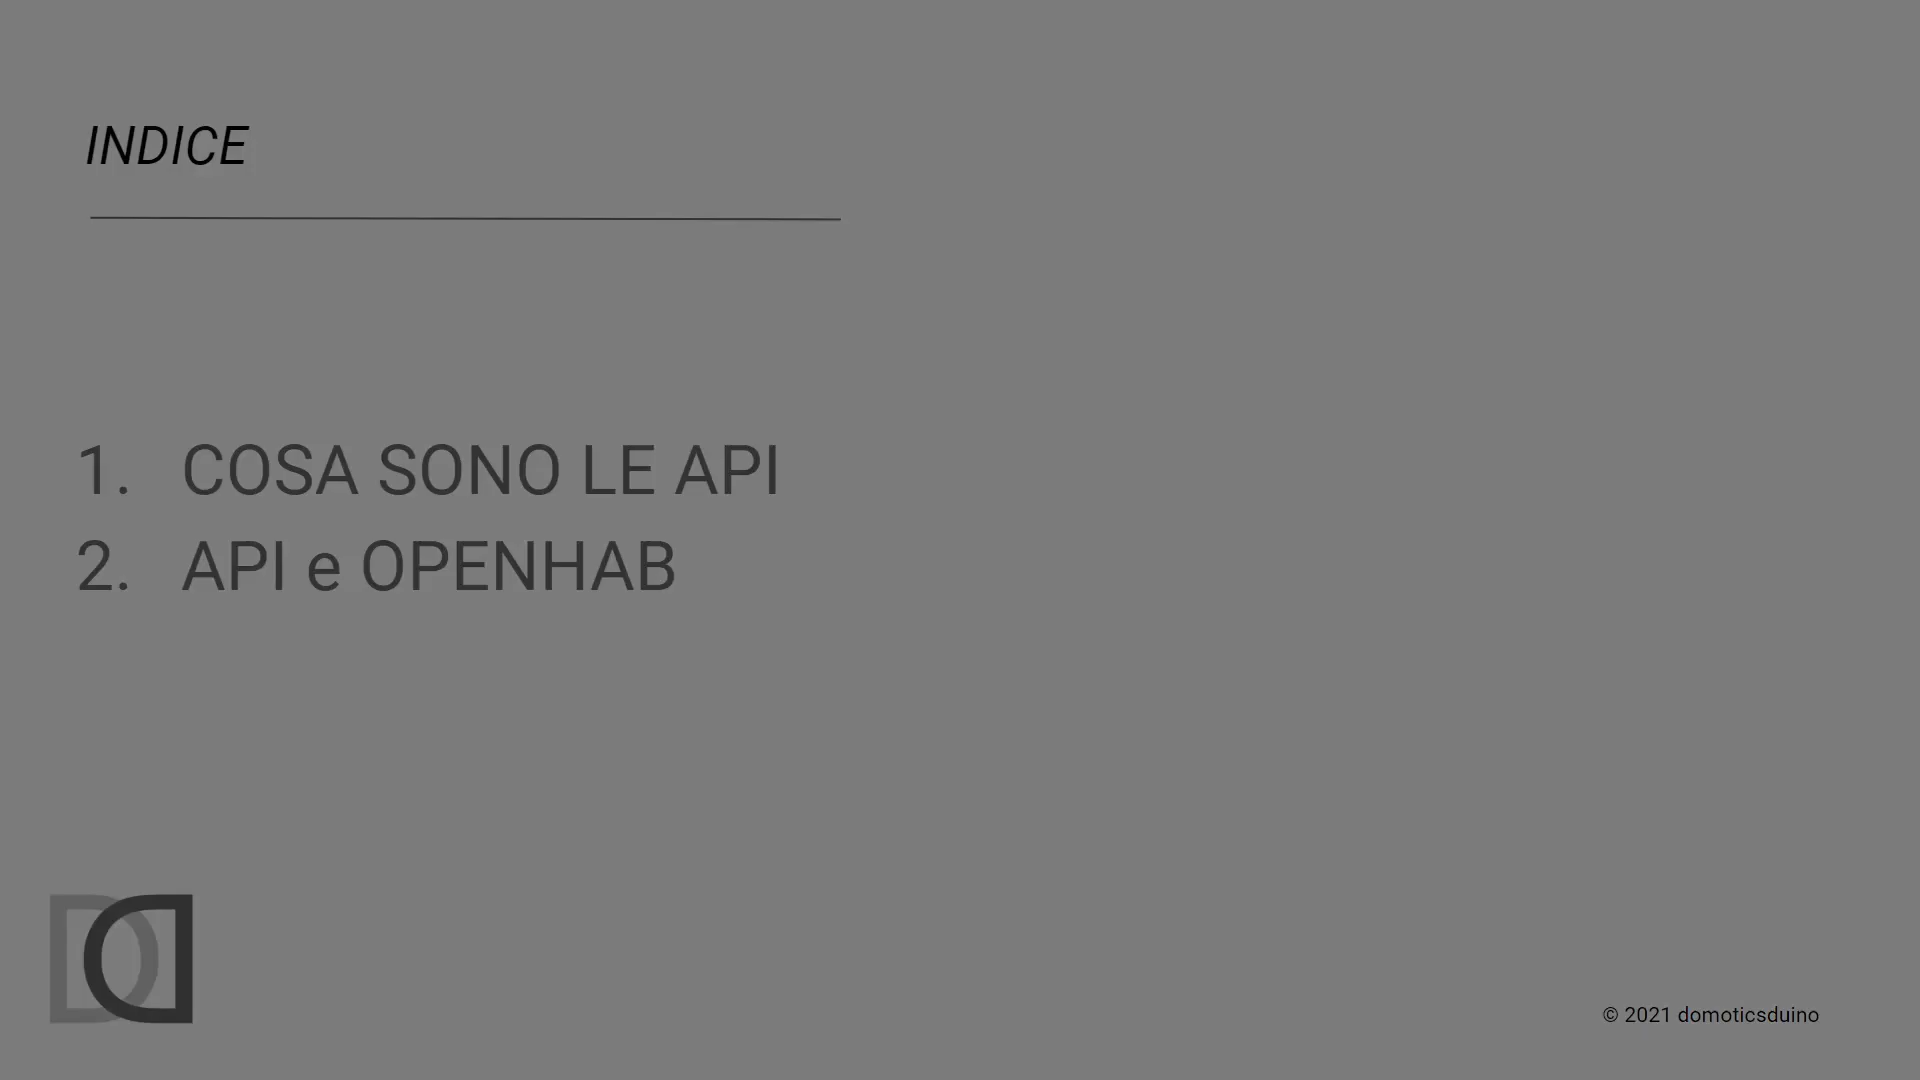 INDICE
1. COSA SONO LE API
2. API e OPENHAB
© 2021 domoticsduino